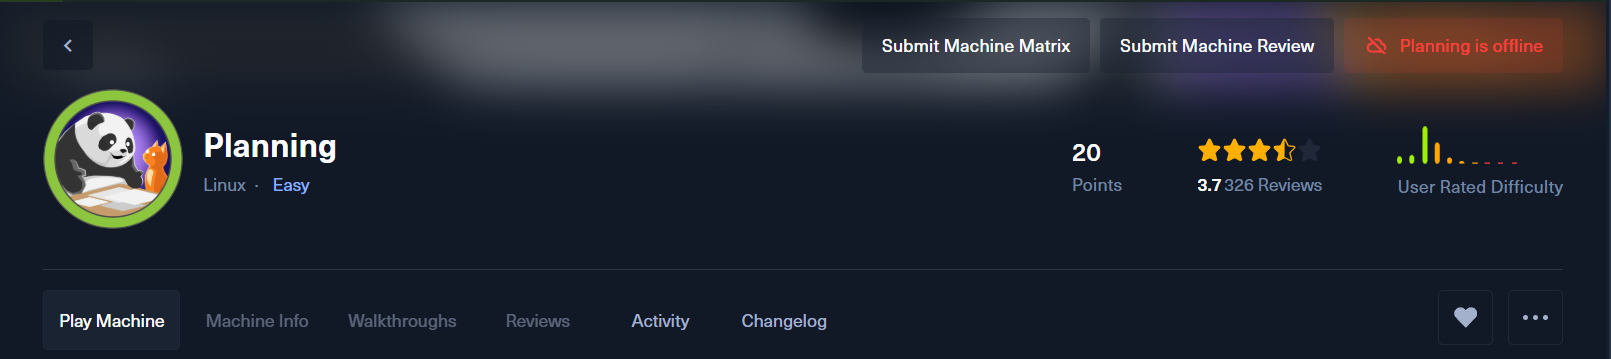 Submit Machine Matrix
Submit Machine Review
Planning is offline
Planning
Linux · Easy
20
Points
3.7 326 Reviews
User Rated Difficulty
Play Machine
Machine Info
Walkthroughs
Reviews
Activity
Changelog